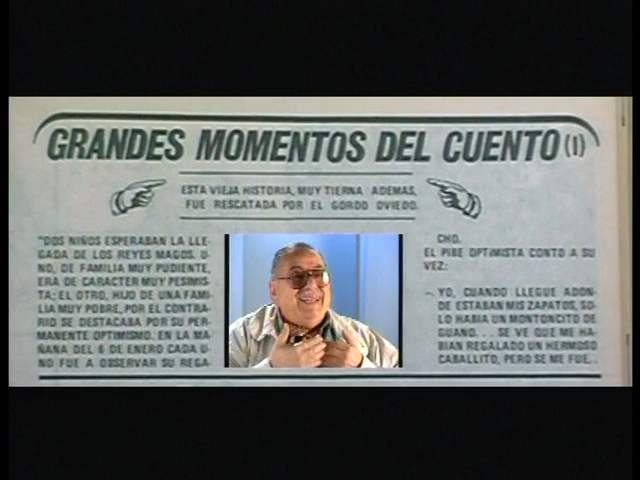 GRANDES MOMENTOS DEL CUENTO (I)
ESTA VIEJA HISTORIA, MUY TIERNA ADEMAS,
FUE RESCATADA POR EL GORDO OVIEDO.
"DOS NIÑOS ESPERABAN LA LLE-
GADA DE LOS REYES MAGOS. U-
NO, DE FAMILIA MUY PUDIENTE,
ERA DE CARACTER MUY PESIMIS-
TA; EL OTRO, HIJO DE UNA FAMI-
LIA MUY POBRE, POR EL CONTRA-
RIO SE DESTACABA POR SU PER-
MANENTE OPTIMISMO. EN LA MA-
ÑANA DEL 6 DE ENERO CADA U-
NO FUE A OBSERVAR SU REGA-
CHO.
EL PIBE OPTIMISTA CONTO A SU
VEZ:
–. YO, CUANDO LLEGUE ADON-
DE ESTABAN MIS ZAPATOS, SO-
LO HABIA UN MONTONCITO DE
GUANO. . . SE VE QUE ME HA-
BIAN REGALADO UN HERMOSO
CABALLITO, PERO SE ME FUE. .